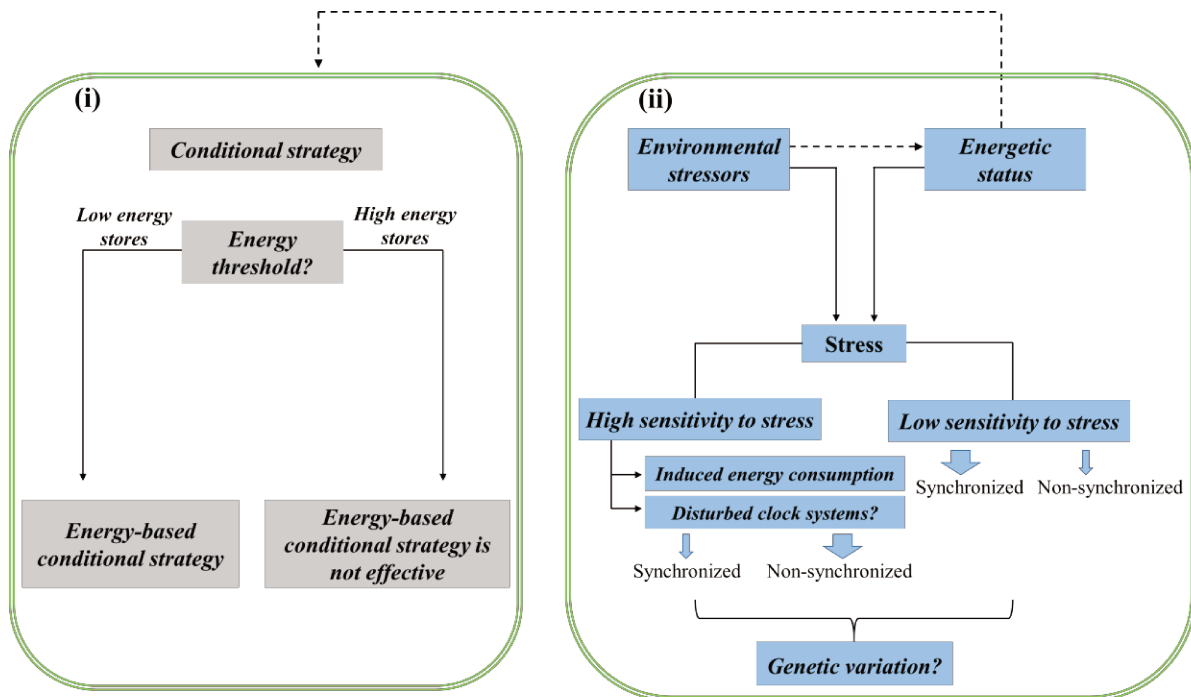 (i)
Conditional strategy
Low energy
stores
High energy
stores
Energy
threshold?
Energy-based
conditional strategy
Energy-based
conditional strategy is
not effective
(ii)
Environmental
stressors
Energetic
status
Stress
High sensitivity to stress
Low sensitivity to stress
Induced energy consumption
Disturbed clock systems?
Synchronized
Non-synchronized
Synchronized
Non-synchronized
Genetic variation?